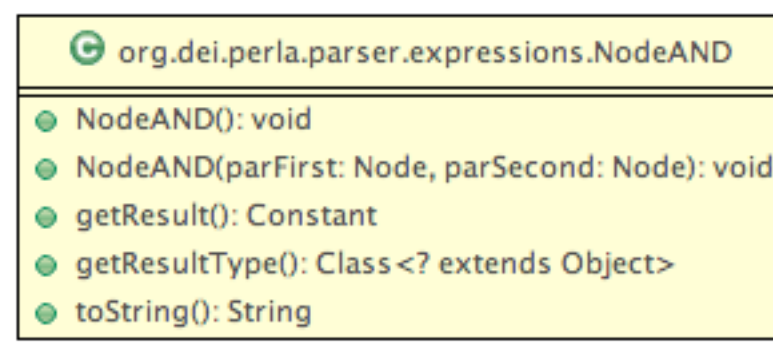 C org.dei.perla.parser.expressions.NodeAND
NodeAND(): void
NodeAND(parFirst: Node, parSecond: Node): void
getResult(): Constant
getResultType(): Class<? extends Object>
toString(): String